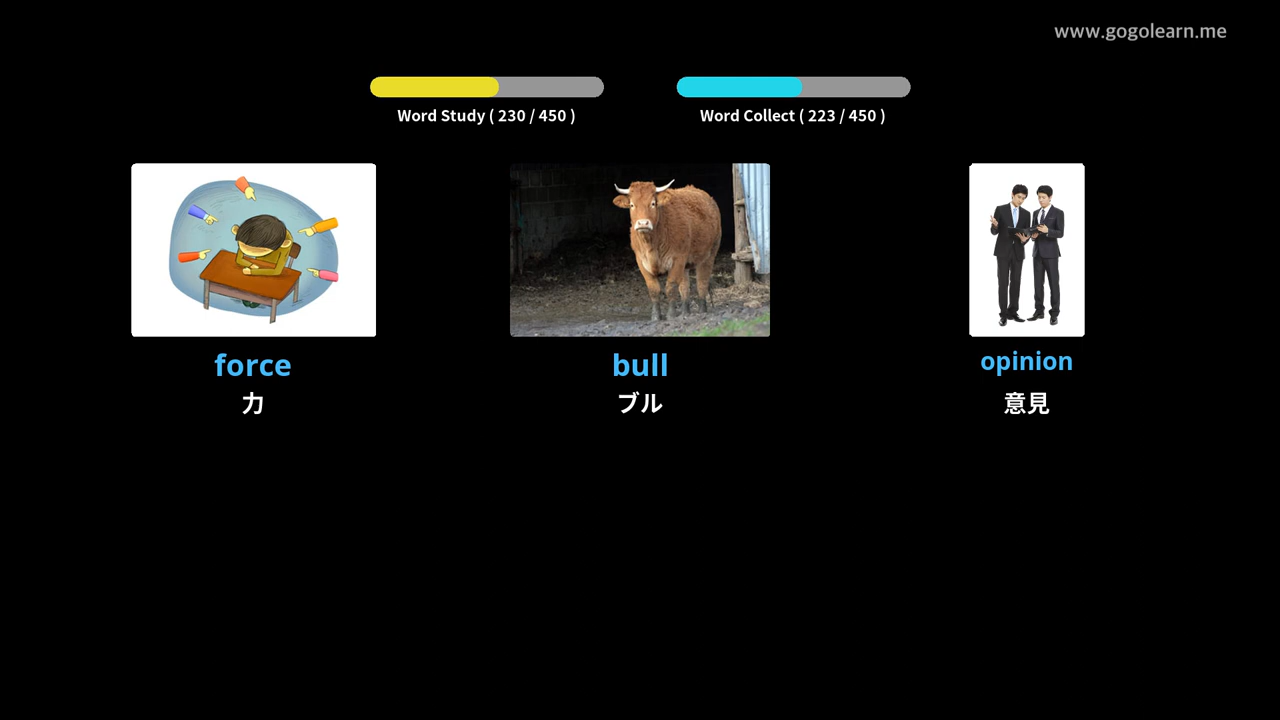 www.gogolearn.me
Word Study ( 230 / 450 )
Word Collect ( 223 / 450 )
force
力
bull
ブル
opinion
意見